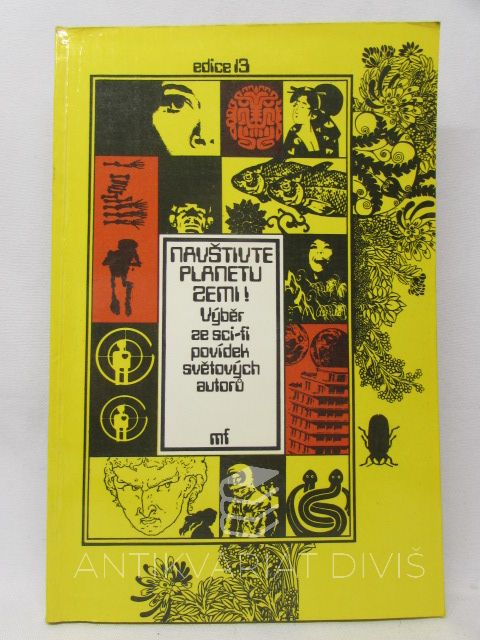 edice 13
NAVŠTIVTE
PLANETU
ZEMI!
Výběr
ze sci-fi
povídek
světových
autorů
mf
ANTIKVARIÁT DIVIŠ